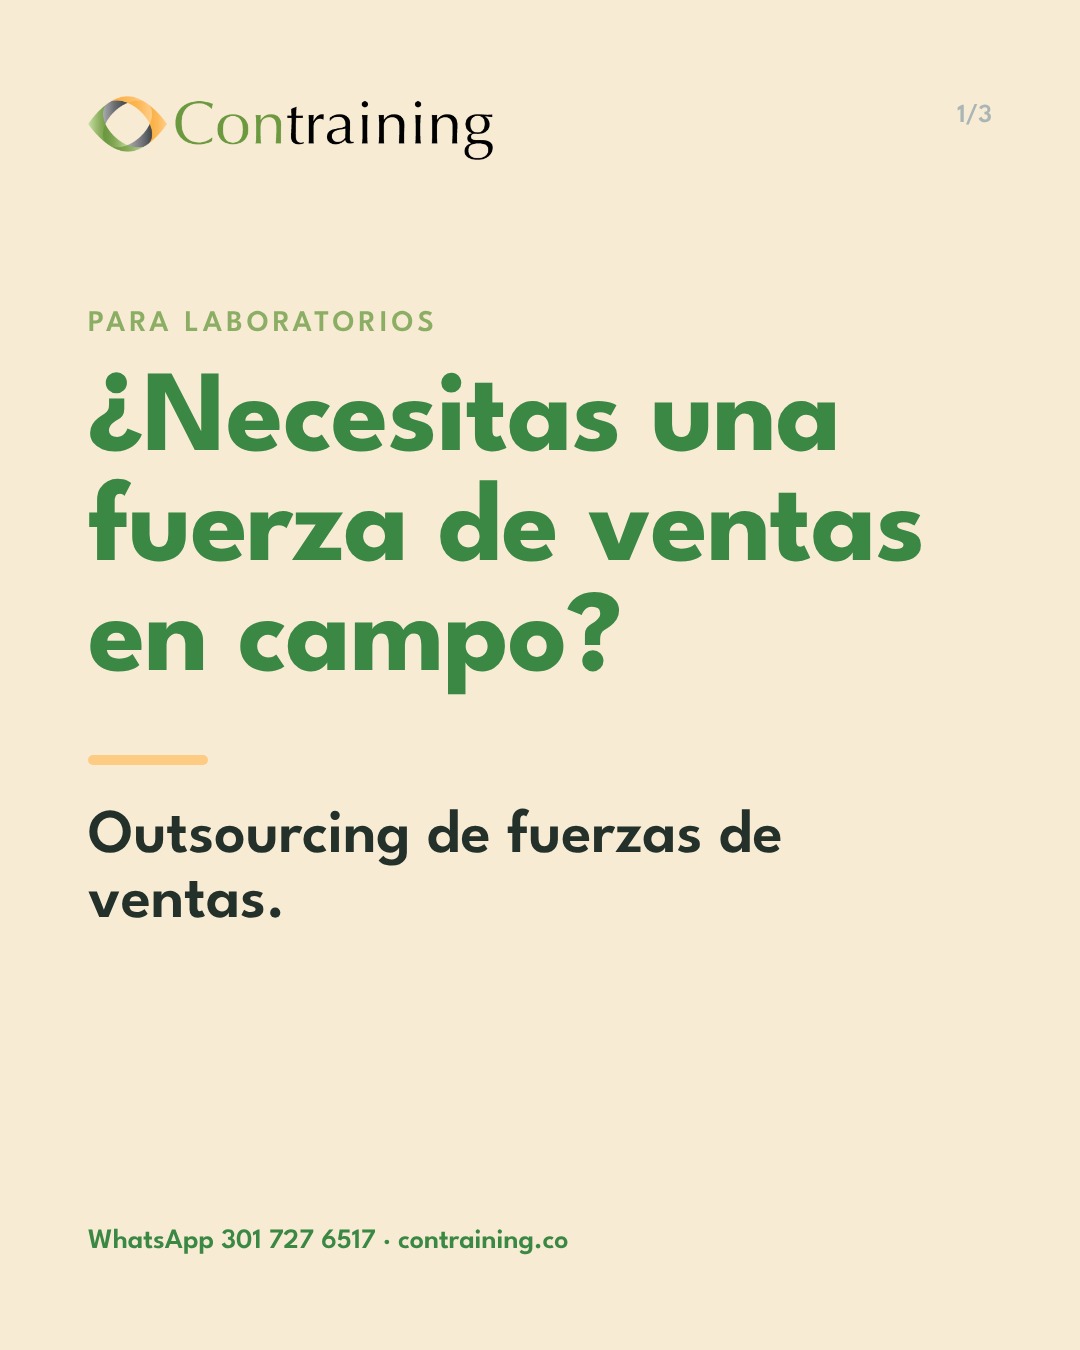 Contraining
1/3
PARA LABORATORIOS
¿Necesitas una
fuerza de ventas
en campo?
Outsourcing de fuerzas de
ventas.
WhatsApp 301 727 6517 · contraining.co